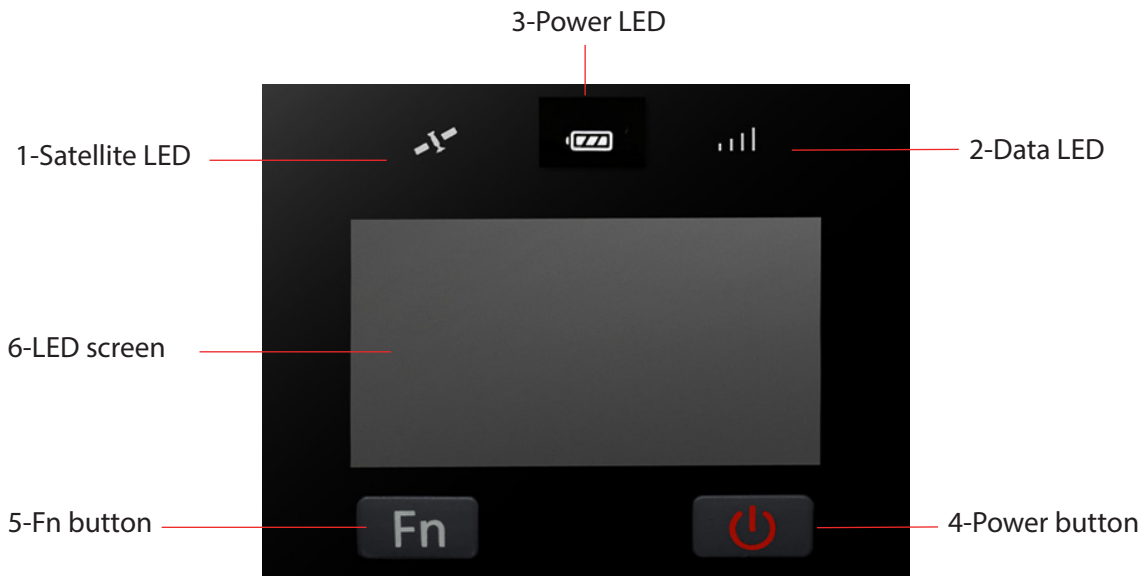 3-Power LED
1-Satellite LED
2-Data LED
6-LED screen
5-Fn button
Fn
4-Power button